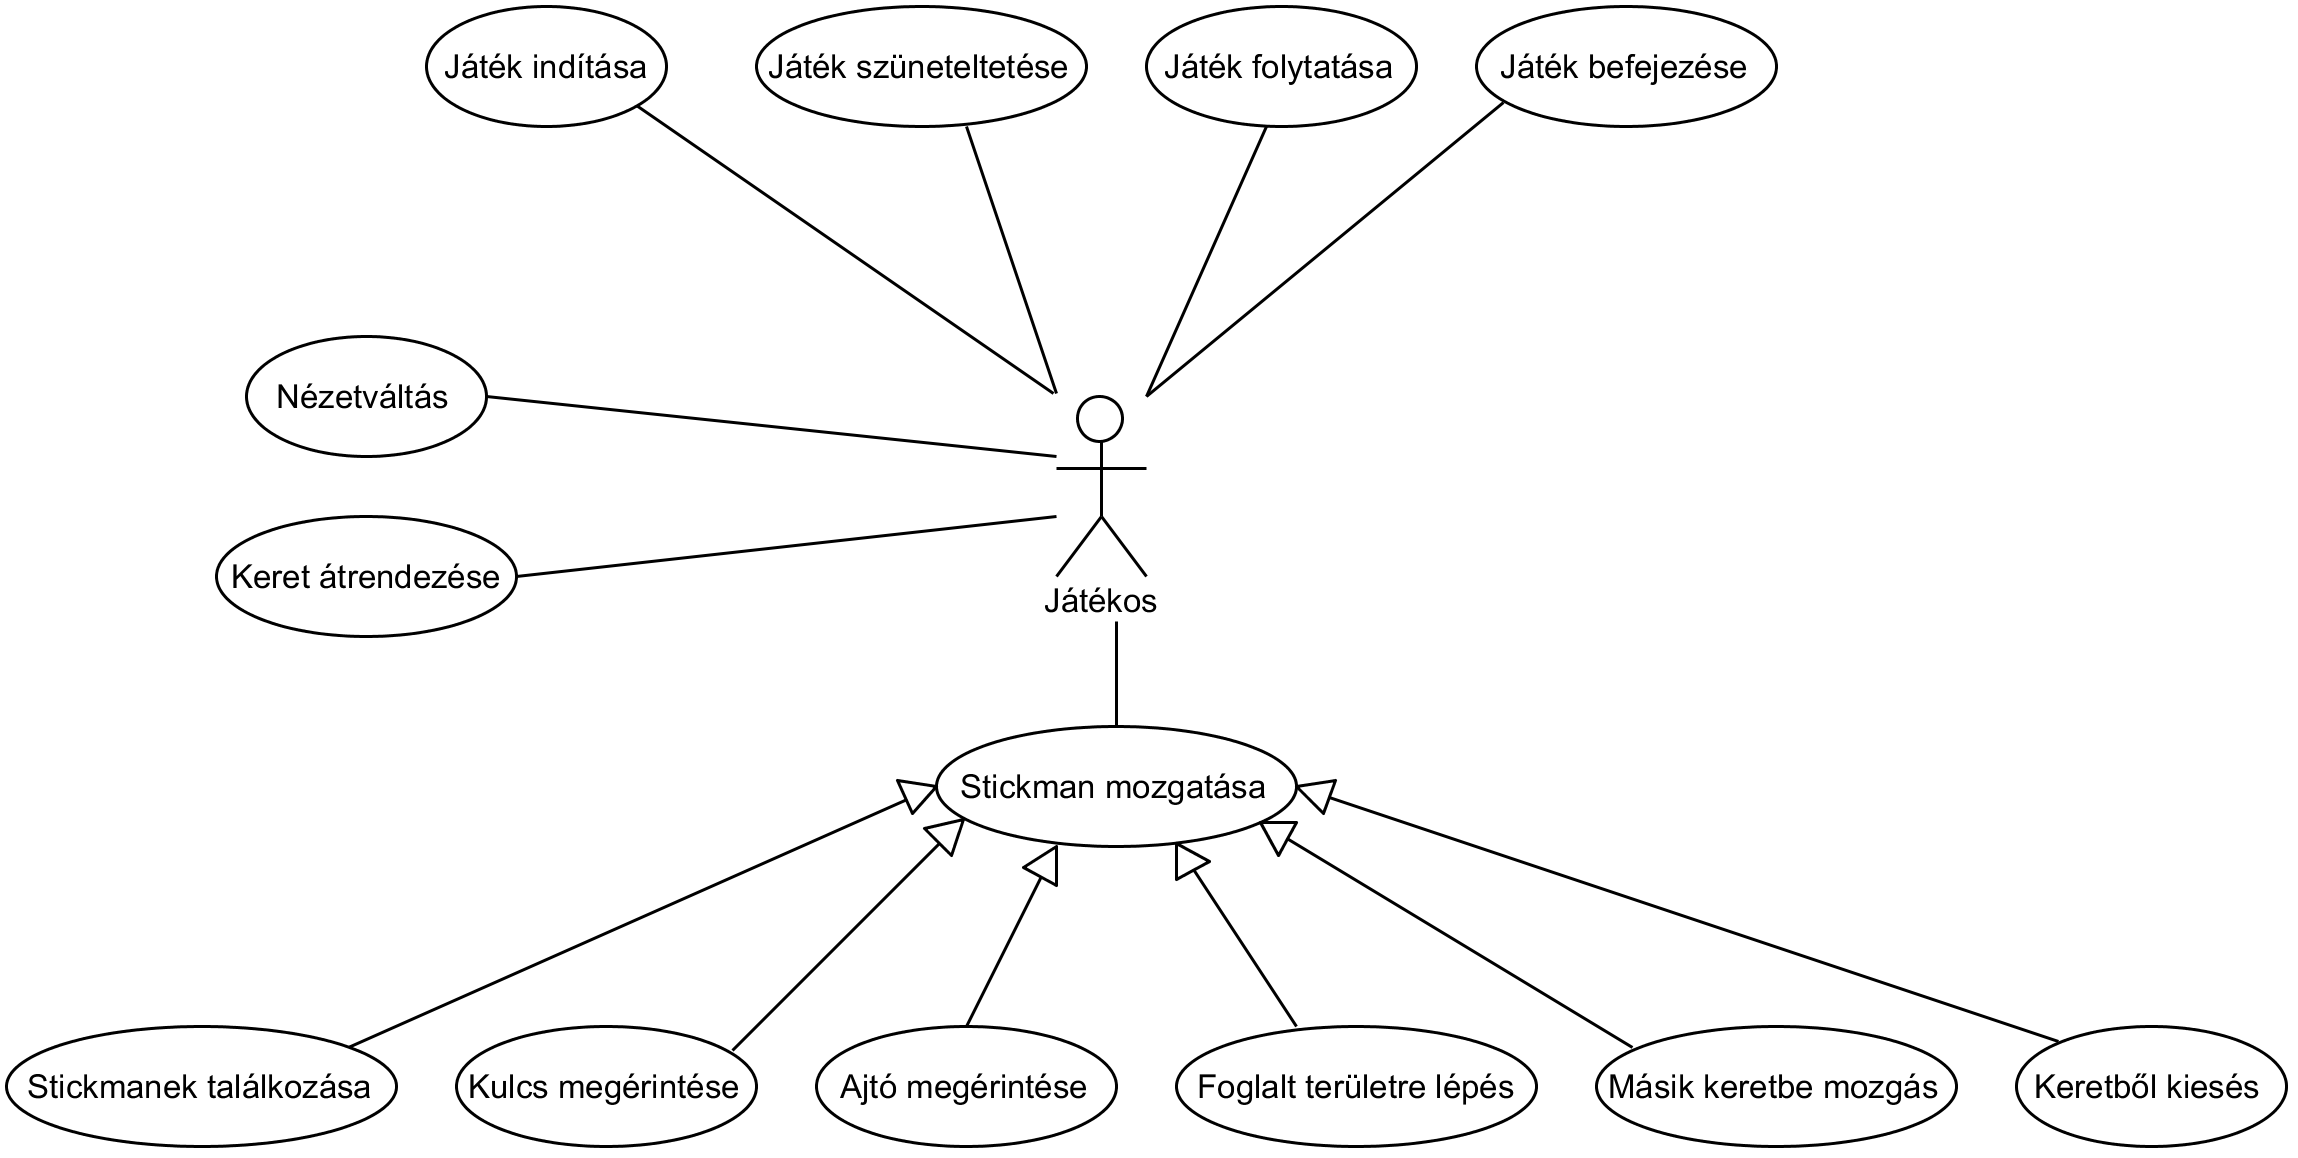 Játék indítása
Játék szüneteltetése
Játék folytatása
Játék befejezése
Nézetváltás
Keret átrendezése
Játékos
Stickman mozgatása
Stickmanek találkozása
Kulcs megérintése
Ajtó megérintése
Foglalt területre lépés
Másik keretbe mozgás
Keretből kiesés